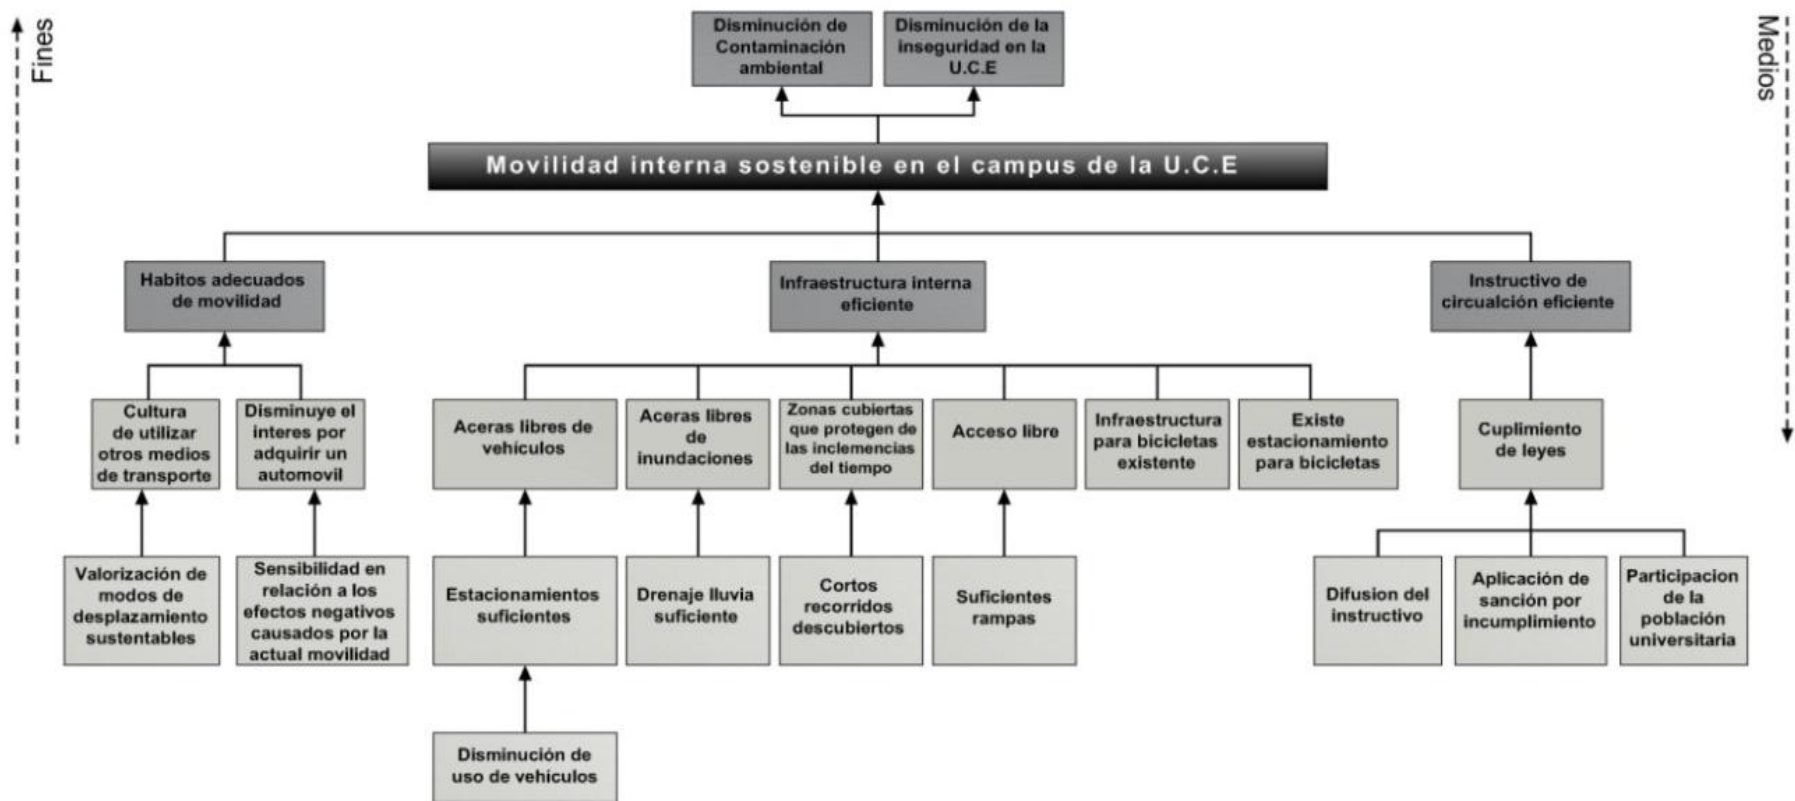 Fines
Medios
Disminución de
Contaminación
ambiental
Disminución de la
inseguridad en la
U.C.E
Movilidad interna sostenible en el campus de la U.C.E
Habitos adecuados
de movilidad
Infraestructura interna
eficiente
Instructivo de
circualción eficiente
Cultura
de utilizar
otros medios
de transporte
Disminuye el
interes por
adquirir un
automovil
Aceras libres de
vehículos
Aceras libres
de
inundaciones
Zonas cubiertas
que protegen de
las inclemencias
del tiempo
Acceso libre
Infraestructura
para bicicletas
existente
Existe
estacionamiento
para bicicletas
Cuplimiento
de leyes
Valorización de
modos de
desplazamiento
sustentables
Sensibilidad en
relación a los
efectos negativos
causados por la
actual movilidad
Estacionamientos
suficientes
Drenaje lluvia
suficiente
Cortos
recorridos
descubiertos
Suficientes
rampas
Difusion del
instructivo
Aplicación de
sanción por
incumplimiento
Participacion
de la
población
universitaria
Disminución de
uso de vehículos